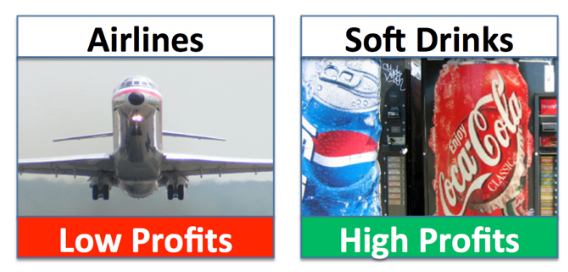 Airlines
Low Profits
Soft Drinks
High Profits
Enjoy
Coca-Cola
CLASSIC